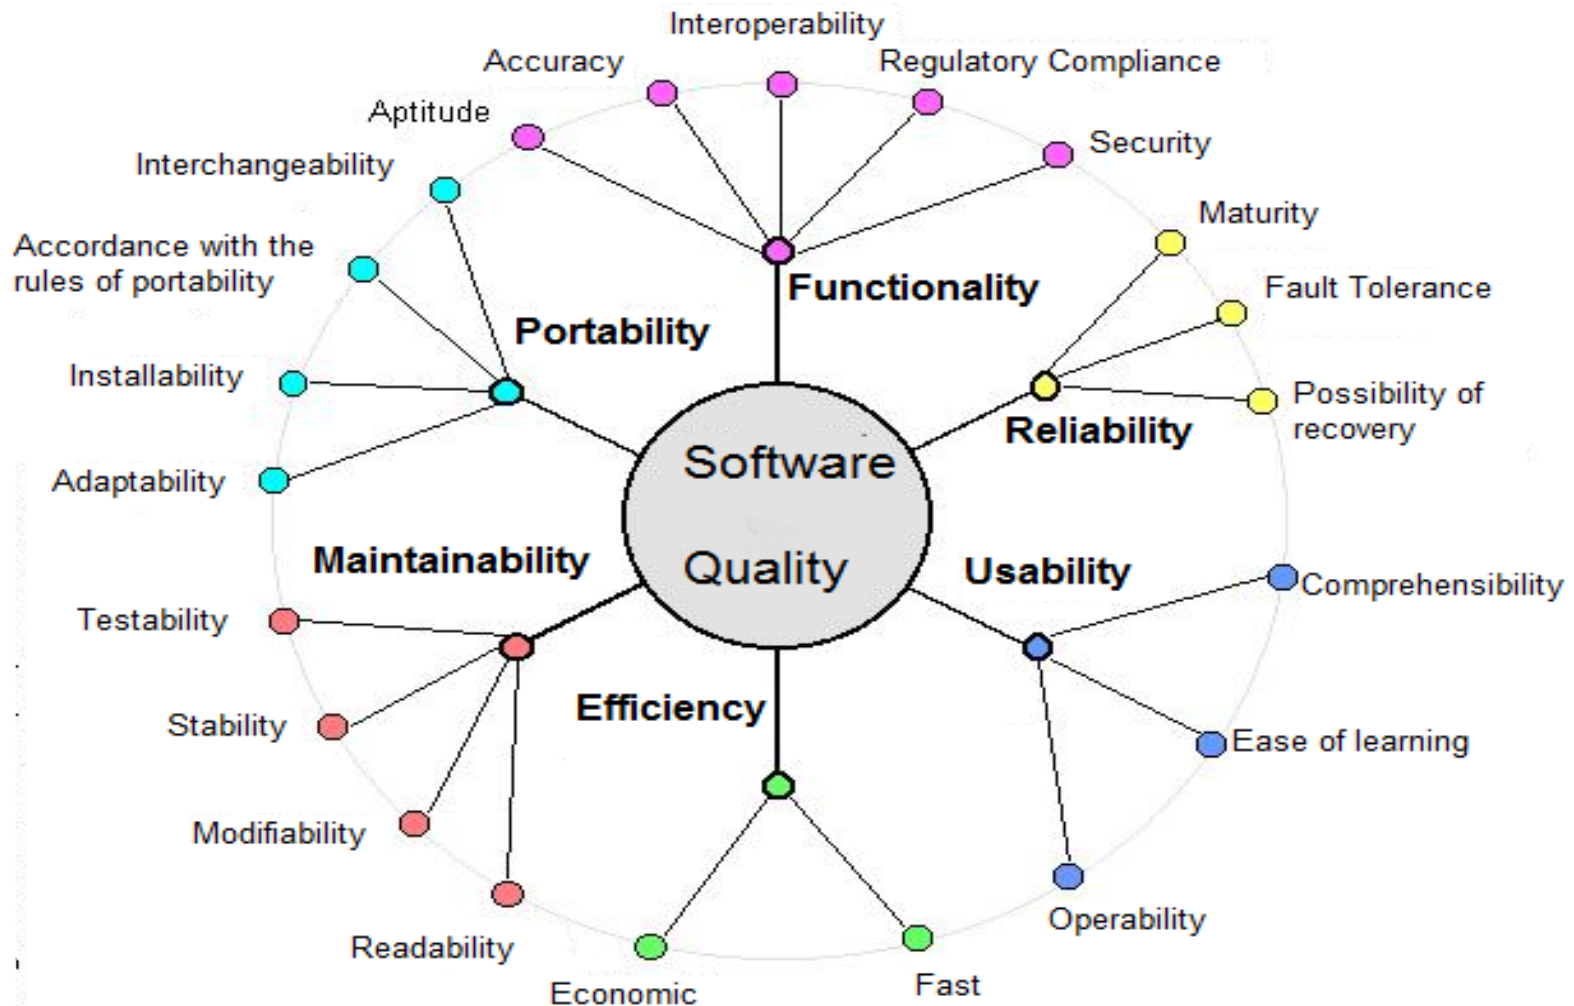 Interoperability
Accuracy
Regulatory Compliance
Aptitude
Security
Interchangeability
Maturity
Accordance with the
rules of portability
Functionality
Fault Tolerance
Portability
Installability
Possibility of
recovery
Reliability
Software
Quality
Adaptability
Maintainability
Usability
Comprehensibility
Testability
Efficiency
Stability
Ease of learning
Modifiability
Operability
Readability
Economic
Fast